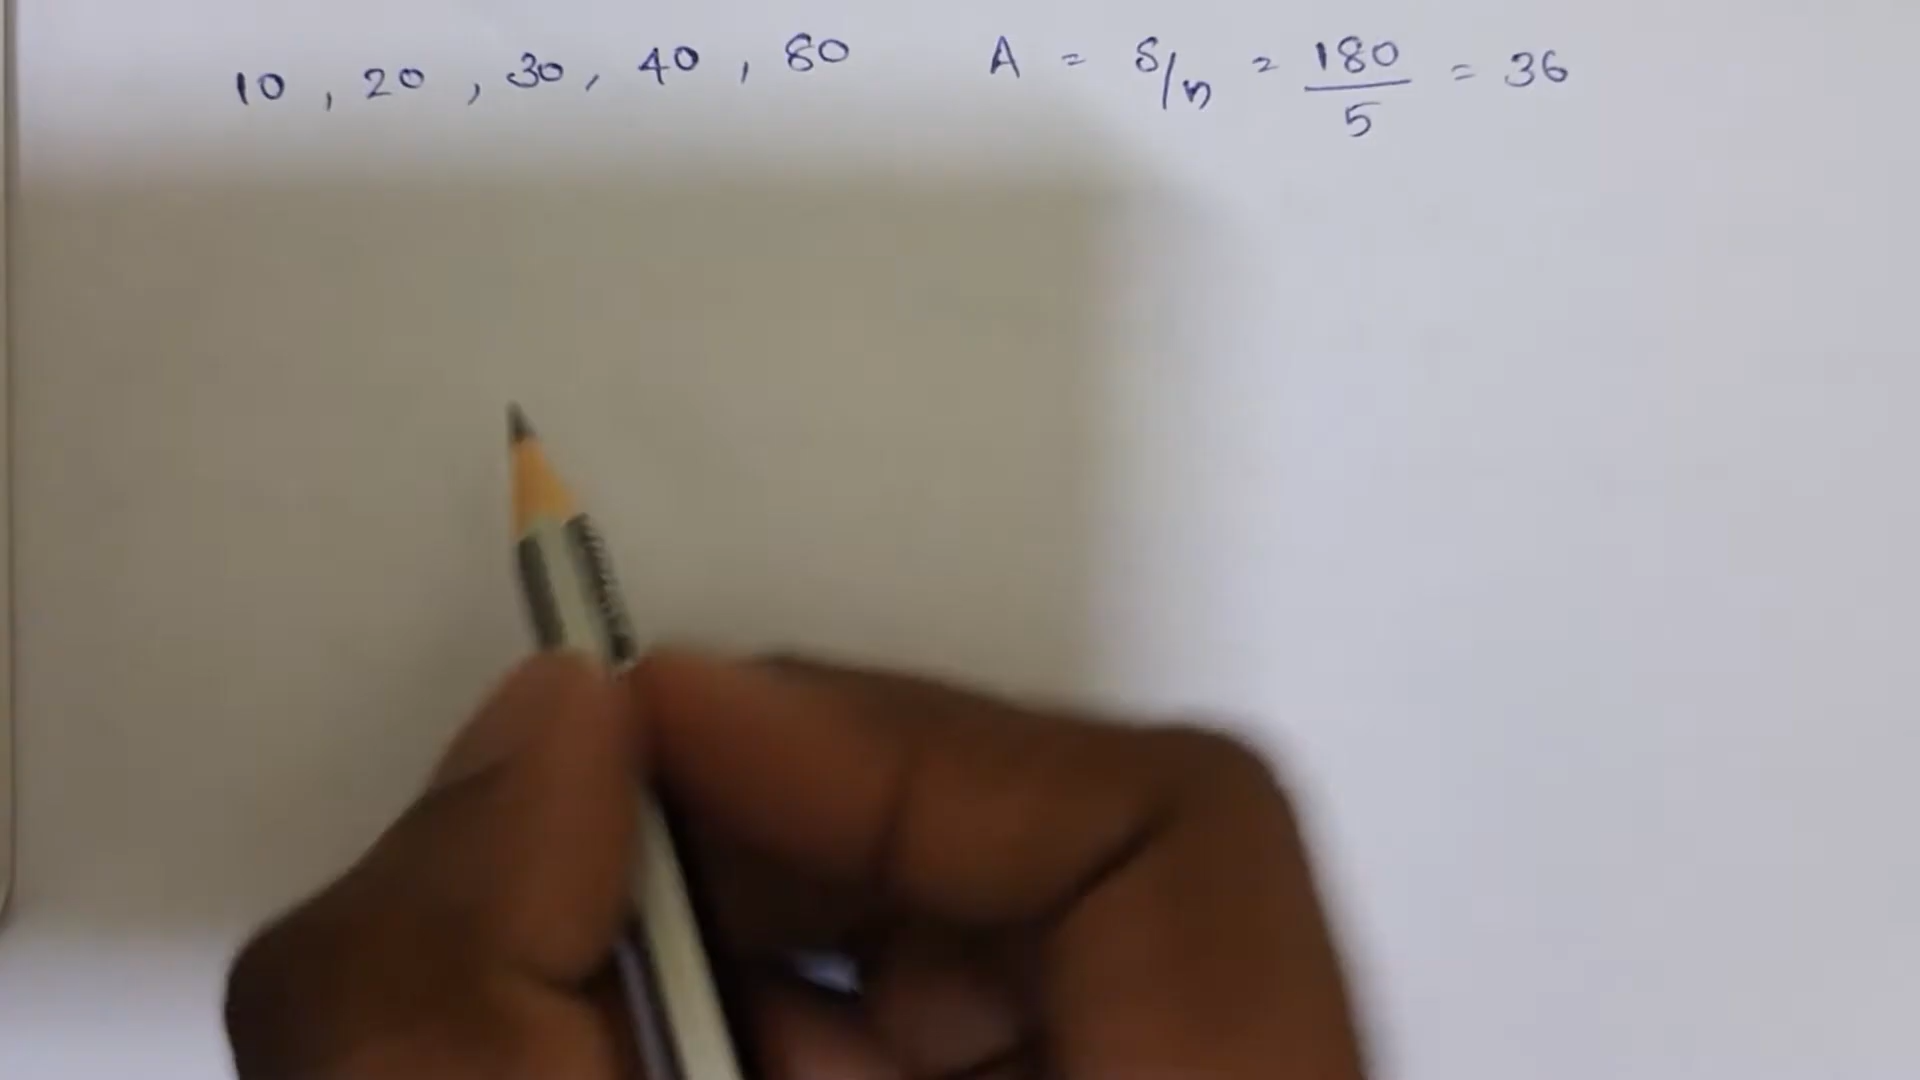 10 , 20 , 30 , 40 , 80 A = S/n = 180/5 = 36